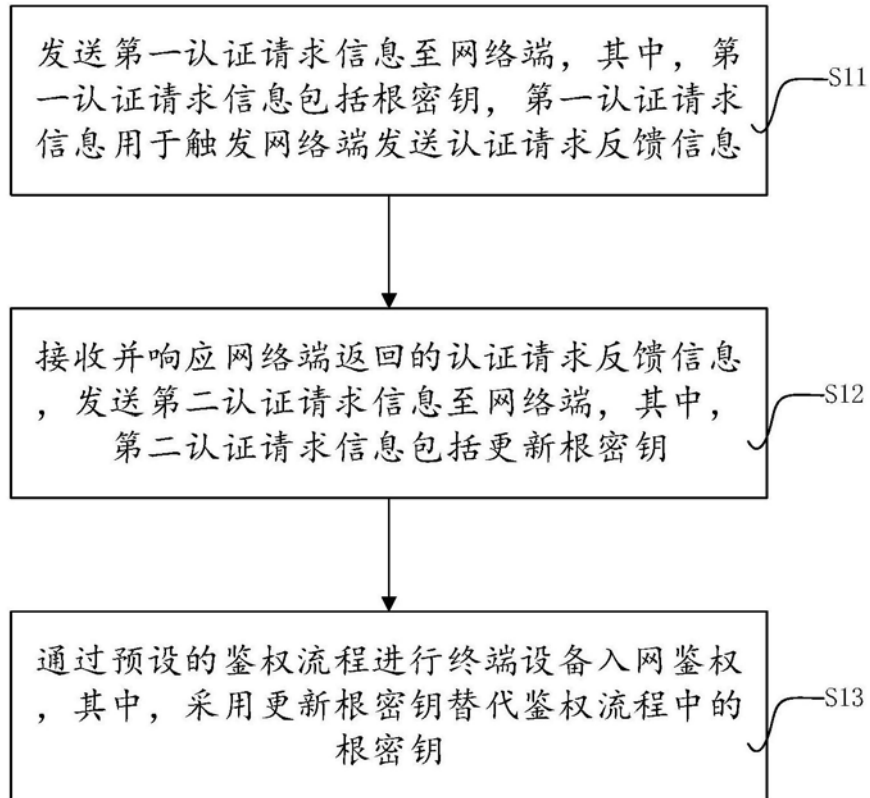 发送第一认证请求信息至网络端，其中，第
一认证请求信息包括根密钥，第一认证请求
信息用于触发网络端发送认证请求反馈信息
S11
接收并响应网络端返回的认证请求反馈信息
，发送第二认证请求信息至网络端，其中，
第二认证请求信息包括更新根密钥
S12
通过预设的鉴权流程进行终端设备入网鉴权
，其中，采用更新根密钥替代鉴权流程中的
根密钥
S13